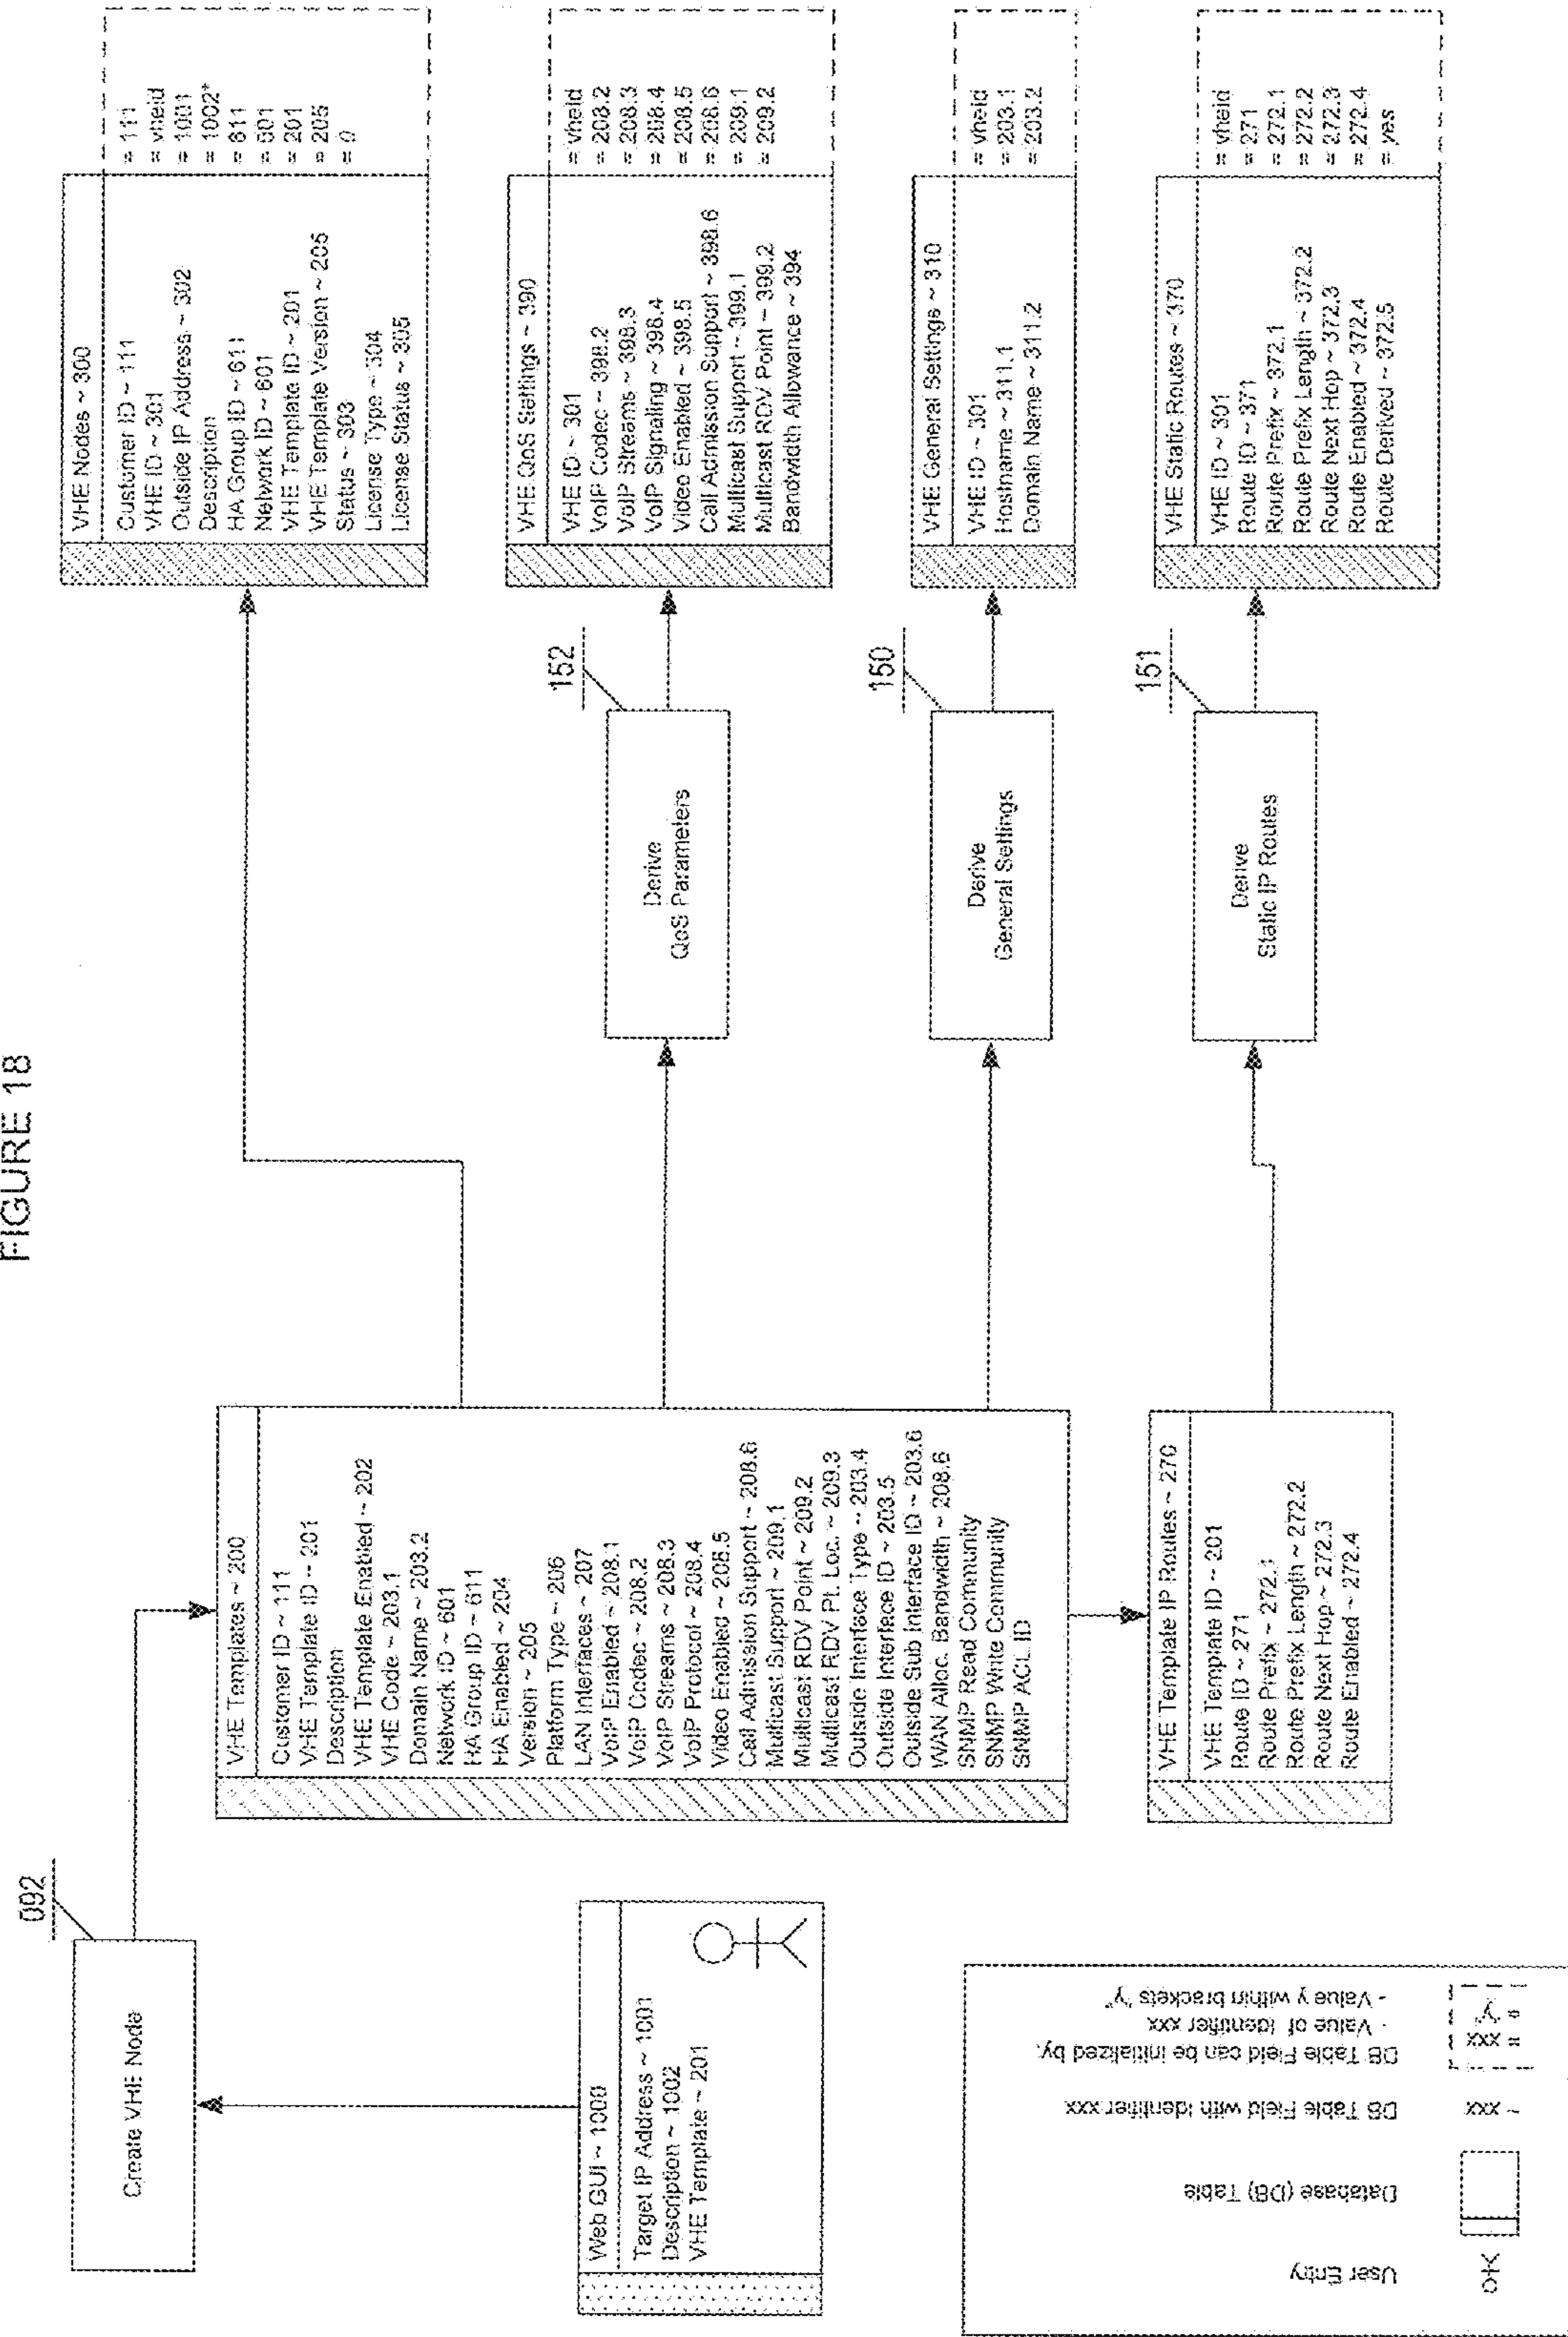 FIGURE 18
Create VHE Node
092
Web GUI ~ 1000
Target IP Address ~ 1001
Description ~ 1002
VHE Template ~ 201
VHE Templates ~ 200
Customer ID ~ 111
VHE Template ID ~ 201
Description
VHE Template Enabled ~ 202
VHE Code ~ 203.1
Domain Name ~ 203.2
Network ID ~ 601
HA Group ID ~ 611
HA Enabled ~ 204
Version ~ 205
Platform Type ~ 206
LAN Interfaces ~ 207
VoIP Enabled ~ 208.1
VoIP Codec ~ 208.2
VoIP Streams ~ 208.3
VoIP Protocol ~ 208.4
Video Enabled ~ 208.5
Call Admission Support ~ 208.6
Multicast Support ~ 209.1
Multicast RDV Point ~ 209.2
Multicast RDV Pt. Loc. ~ 209.3
Outside Interface Type ~ 203.4
Outside Interface ID ~ 203.5
Outside Sub Interface ID ~ 203.6
WAN Alloc. Bandwidth ~ 208.6
SNMP Read Community
SNMP Write Community
SNMP ACL ID
VHE Template IP Routes ~ 270
VHE Template ID ~ 201
Route ID ~ 271
Route Prefix ~ 272.1
Route Prefix Length ~ 272.2
Route Next Hop ~ 272.3
Route Enabled ~ 272.4
152
Derive
QoS Parameters
150
Derive
General Settings
151
Derive
Static IP Routes
VHE Nodes ~ 300
Customer ID ~ 111 = 111
VHE ID ~ 301 = vheid
Outside IP Address ~ 302 = 1001
Description = 1002*
HA Group ID ~ 611 = 611
Network ID ~ 601 = 601
VHE Template ID ~ 201 = 201
VHE Template Version ~ 205 = 205
Status ~ 303 = 0
License Type ~ 304
License Status ~ 305
VHE QoS Settings ~ 390
VHE ID ~ 301 = vheid
VoIP Codec ~ 398.2 = 208.2
VoIP Streams ~ 398.3 = 208.3
VoIP Signaling ~ 398.4 = 208.4
Video Enabled ~ 398.5 = 208.5
Call Admission Support ~ 398.6 = 208.6
Multicast Support ~ 399.1 = 209.1
Multicast RDV Point ~ 399.2 = 209.2
Bandwidth Allowance ~ 394
VHE General Settings ~ 310
VHE ID ~ 301 = vheid
Hostname ~ 311.1 = 203.1
Domain Name ~ 311.2 = 203.2
VHE Static Routes ~ 370
VHE ID ~ 301 = vheid
Route ID ~ 371 = 271
Route Prefix ~ 372.1 = 272.1
Route Prefix Length ~ 372.2 = 272.2
Route Next Hop ~ 372.3 = 272.3
Route Enabled ~ 372.4 = 272.4
Route Derived ~ 372.5 = yes
User Entry
Database (DB) Table
~ xxx
DB Table Field with Identifier xxx
= xxx
= "y"
DB Table Field can be initialized by:
- Value of Identifier xxx
- Value y within brackets "y"